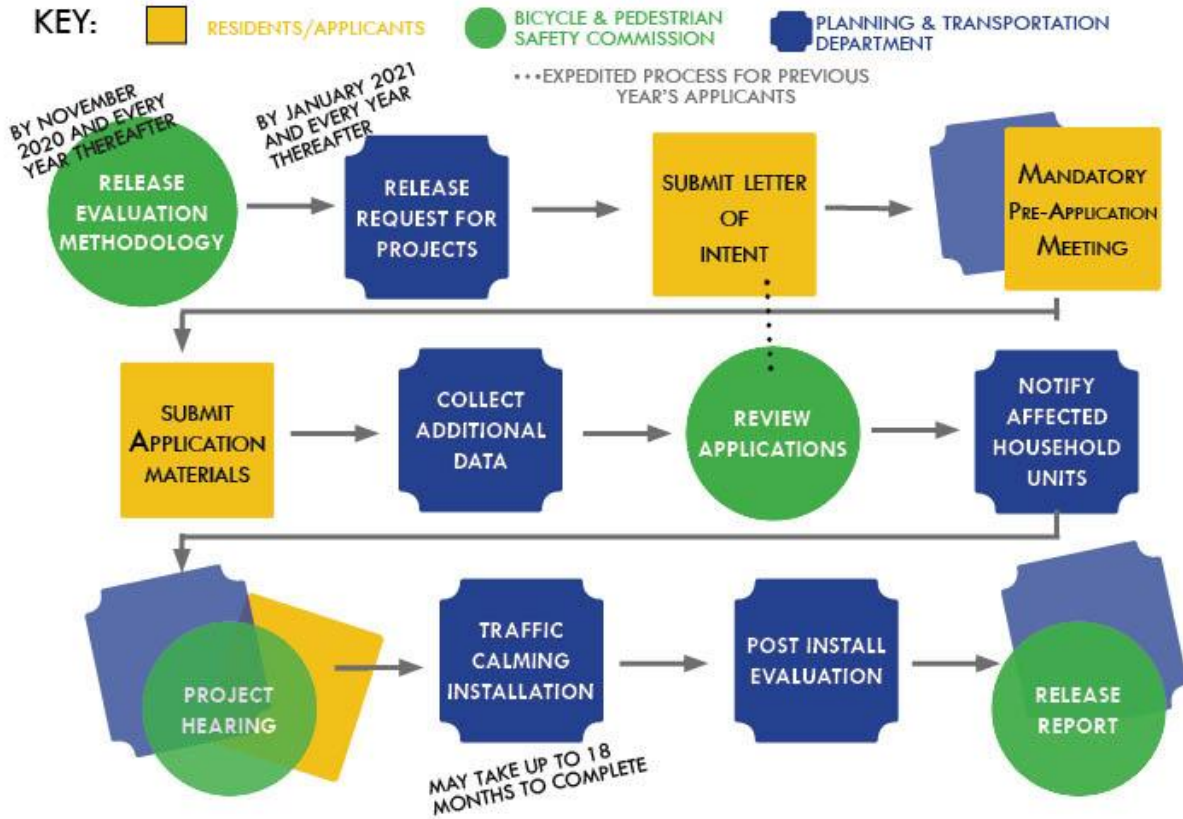 KEY:
RESIDENTS/APPLICANTS
BICYCLE & PEDESTRIAN
SAFETY COMMISSION
PLANNING & TRANSPORTATION
DEPARTMENT
•••EXPEDITED PROCESS FOR PREVIOUS
YEAR'S APPLICANTS
BY NOVEMBER
2020 AND EVERY
YEAR THEREAFTER
RELEASE
EVALUATION
METHODOLOGY
BY JANUARY 2021
AND EVERY YEAR
THEREAFTER
RELEASE
REQUEST FOR
PROJECTS
SUBMIT LETTER
OF
INTENT
MANDATORY
PRE-APPLICATION
MEETING
SUBMIT
APPLICATION
MATERIALS
COLLECT
ADDITIONAL
DATA
REVIEW
APPLICATIONS
NOTIFY
AFFECTED
HOUSEHOLD
UNITS
PROJECT
HEARING
TRAFFIC
CALMING
INSTALLATION
MAY TAKE UP TO 18
MONTHS TO COMPLETE
POST INSTALL
EVALUATION
RELEASE
REPORT